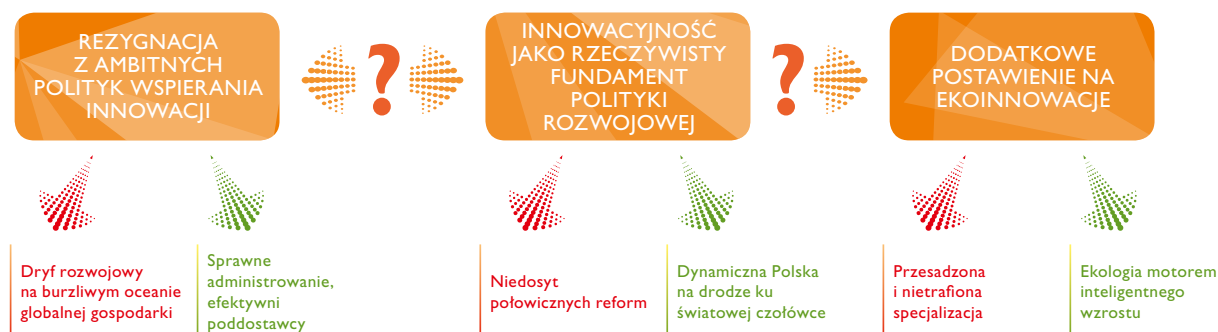 REZYGNACJA
Z AMBITNYCH
POLITYK WSPIERANIA
INNOWACJI
?
INNOWACYJNOŚĆ
JAKO RZECZYWISTY
FUNDAMENT
POLITYKI
ROZWOJOWEJ
?
DODATKOWE
POSTAWIENIE NA
EKOINNOWACJE
Dryf rozwojowy
na burzliwym oceanie
globalnej gospodarki
Sprawne
administrowanie,
efektywni
poddostawcy
Niedosyt
połowicznych reform
Dynamiczna Polska
na drodze ku
światowej czołówce
Przesadzona
i nietrafiona
specjalizacja
Ekologia motorem
inteligentnego
wzrostu